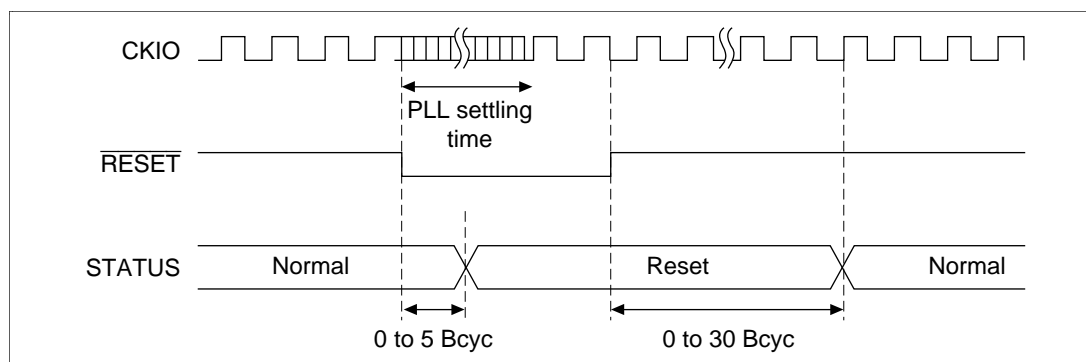 CKIO
PLL settling
time
RESET
STATUS
Normal
Reset
Normal
0 to 5 Bcyc
0 to 30 Bcyc